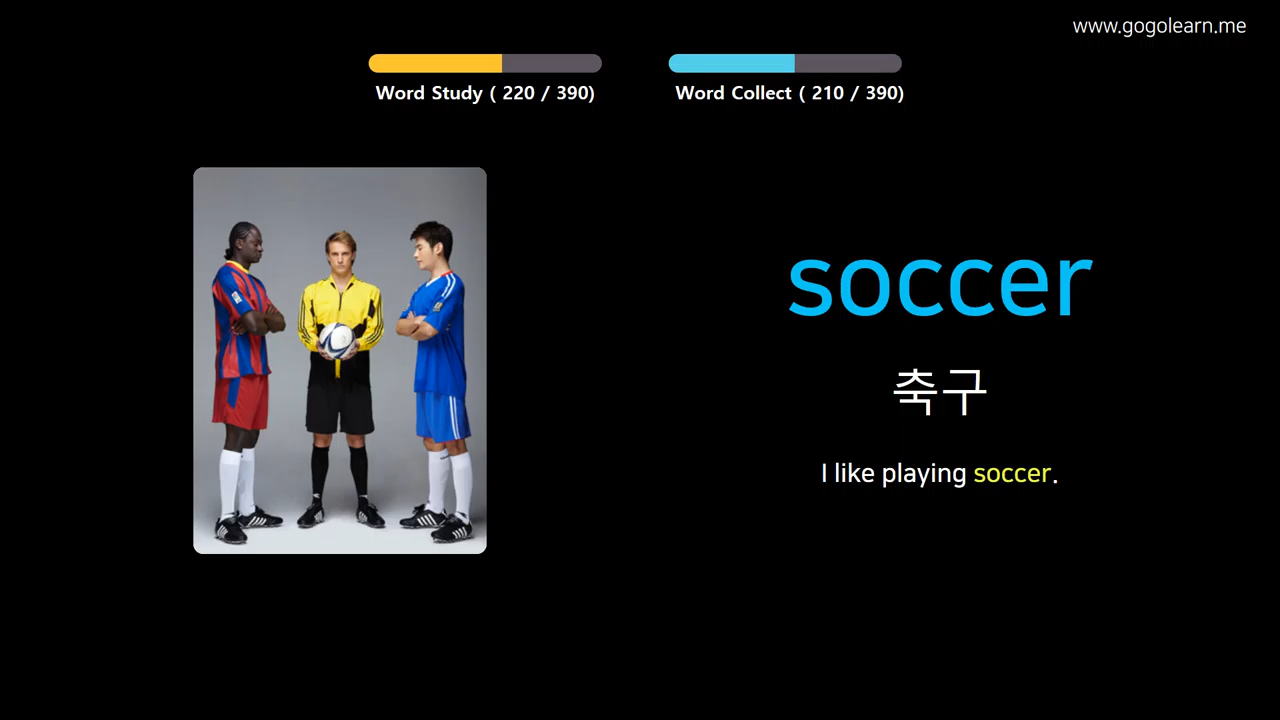 www.gogolearn.me
Word Study ( 220 / 390)
Word Collect ( 210 / 390)
soccer
축구
I like playing soccer.